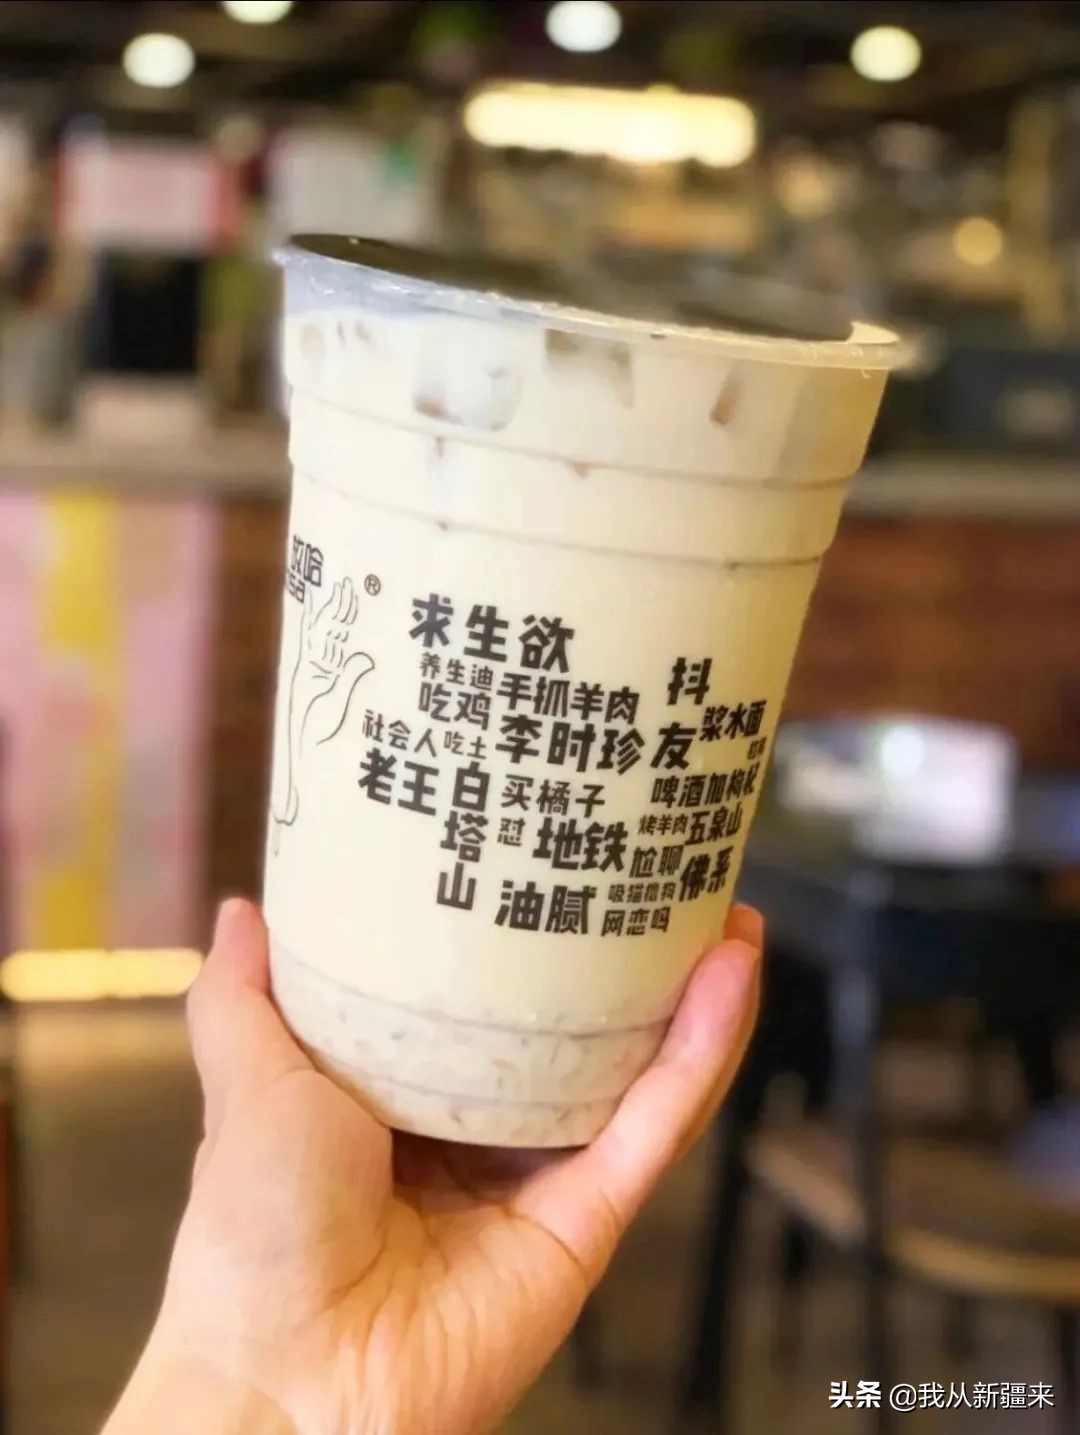 放哈
®
求生欲
养生迪
手抓羊肉
抖友
浆水面
吃鸡
社会人
吃土
李时珍
老王
白塔山
买橘子
啤酒加枸杞
怼
地铁
烤羊肉
五泉山
尬聊
佛系
油腻
吸猫撸狗
网恋吗
头条 @我从新疆来